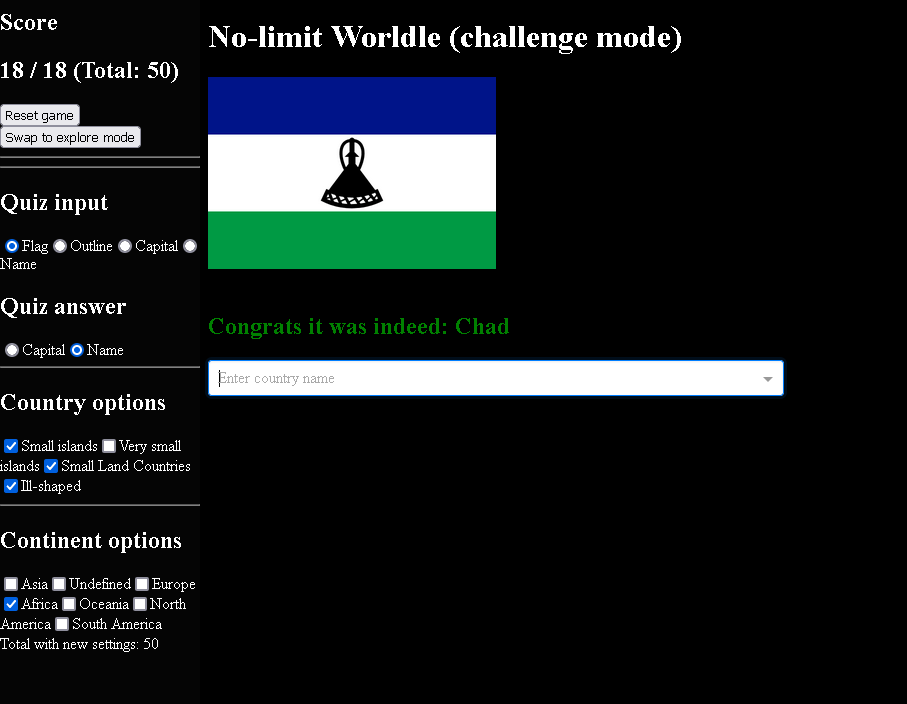 Score
18 / 18 (Total: 50)
Reset game
Swap to explore mode
Quiz input
Flag Outline Capital
Name
Quiz answer
Capital Name
Country options
Small islands Very small
islands Small Land Countries
Ill-shaped
Continent options
Asia Undefined Europe
Africa Oceania North
America South America
Total with new settings: 50
No-limit Worldle (challenge mode)
Congrats it was indeed: Chad
Enter country name